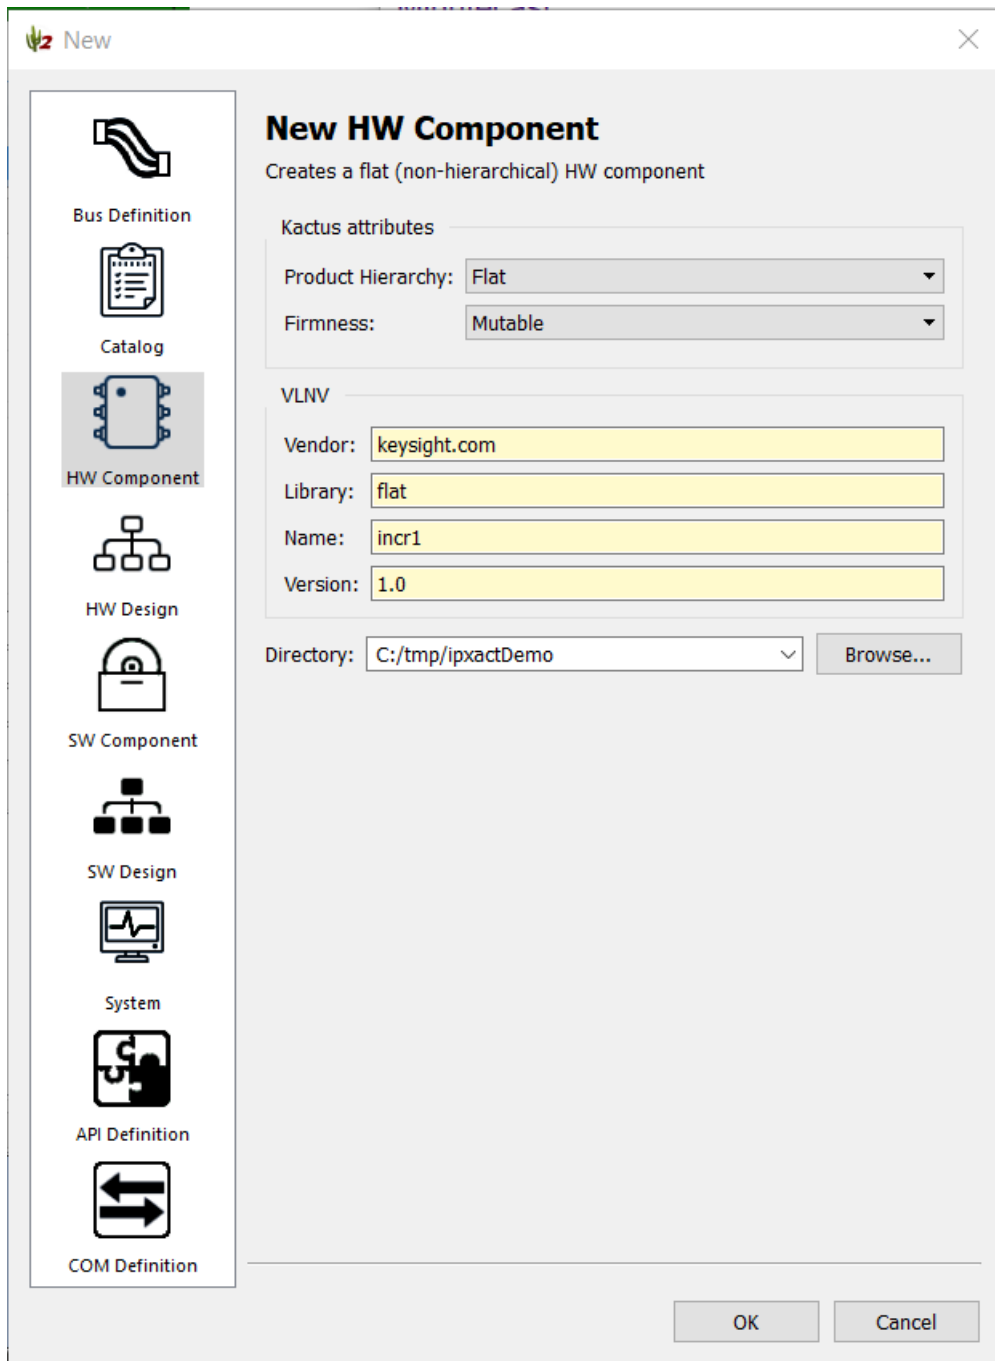 New
Bus Definition
Catalog
HW Component
HW Design
SW Component
SW Design
System
API Definition
COM Definition
New HW Component
Creates a flat (non-hierarchical) HW component
Kactus attributes
Product Hierarchy: Flat
Firmness: Mutable
VLNV
Vendor: keysight.com
Library: flat
Name: incr1
Version: 1.0
Directory: C:/tmp/ipxactDemo Browse...
OK Cancel